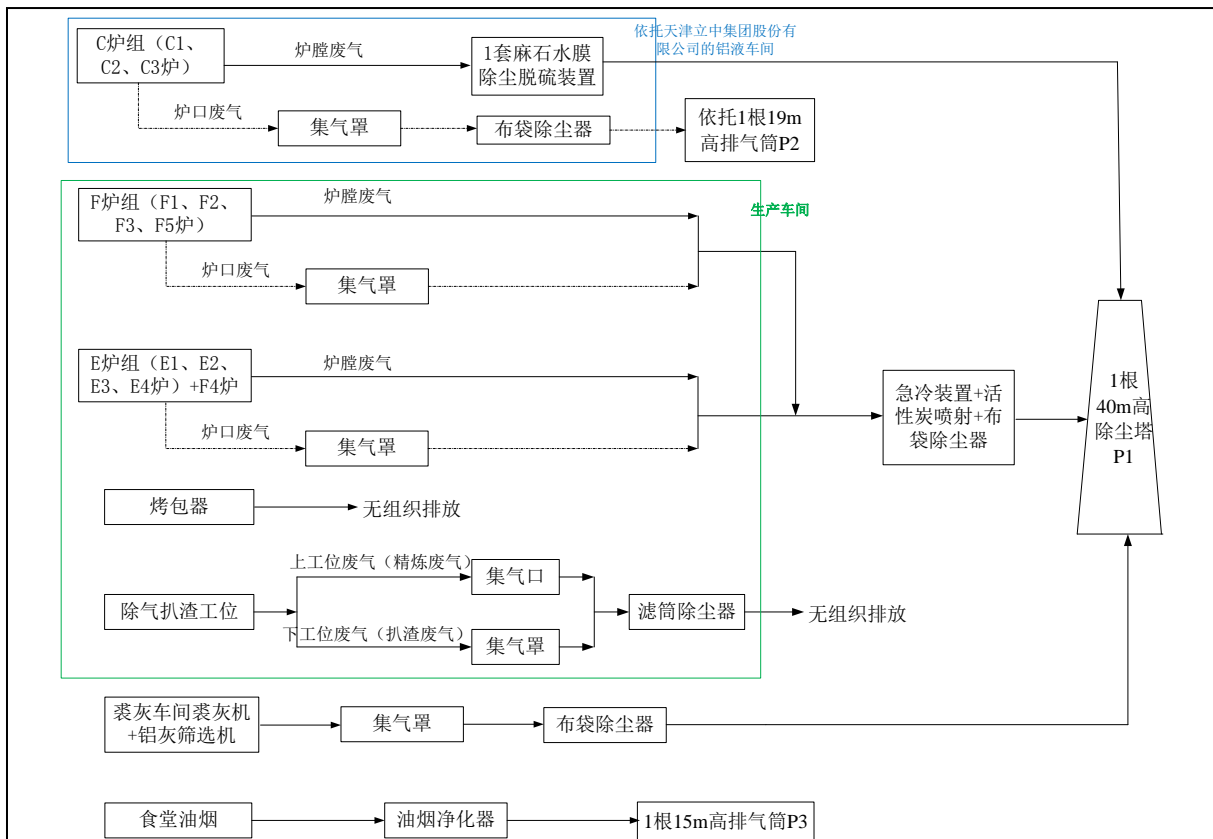 依托天津立中集团股份有
限公司的铝液车间
C炉组（C1、
C2、C3炉）
炉膛废气
1套麻石水膜
除尘脱硫装置
炉口废气
集气罩
布袋除尘器
依托1根19m
高排气筒P2
生产车间
F炉组（F1、F2、
F3、F5炉）
炉膛废气
炉口废气
集气罩
E炉组（E1、E2、
E3、E4炉）+F4炉
炉膛废气
炉口废气
集气罩
急冷装置+活
性炭喷射+布
袋除尘器
1根
40m高
除尘塔
P1
烤包器
无组织排放
除气扒渣工位
上工位废气（精炼废气）
集气口
下工位废气（扒渣废气）
集气罩
滤筒除尘器
无组织排放
裘灰车间裘灰机
+铝灰筛选机
集气罩
布袋除尘器
食堂油烟
油烟净化器
1根15m高排气筒P3